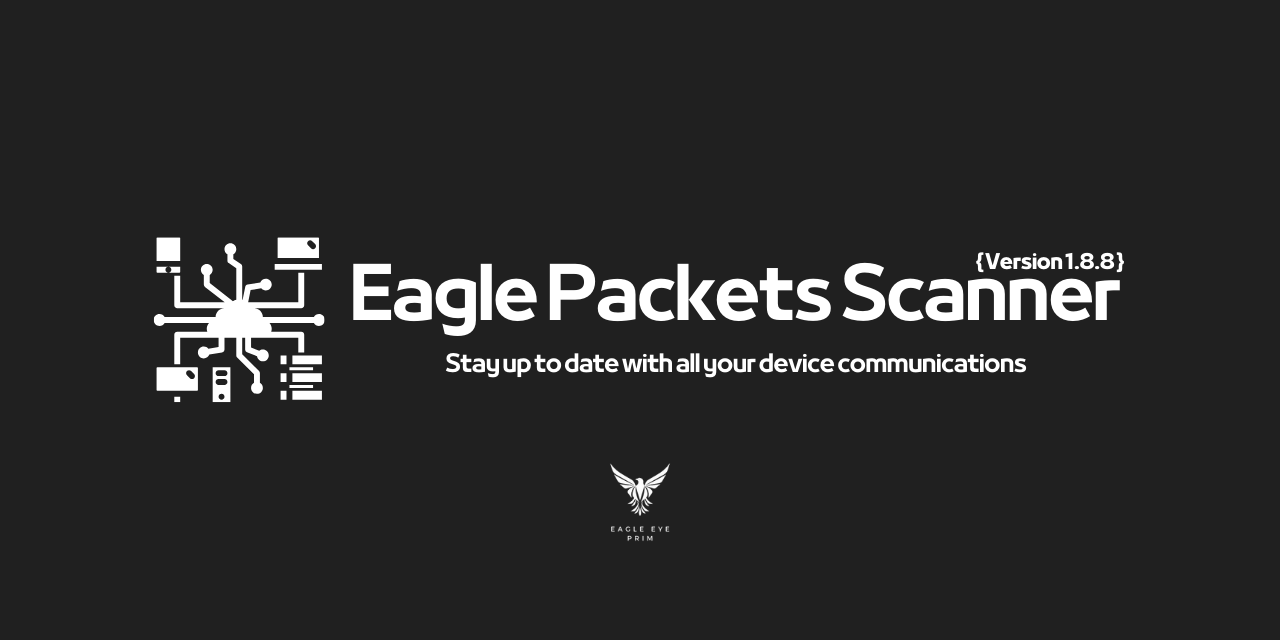 {Version 1.8.8}
Eagle Packets Scanner
Stay up to date with all your device communications
EAGLE EYE
PRIM